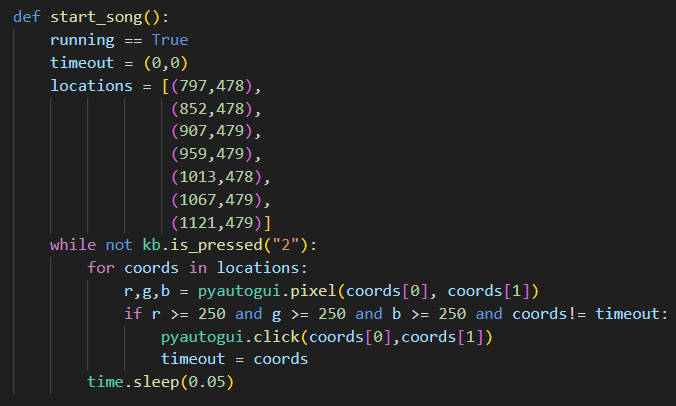 def start_song():
    running == True
    timeout = (0,0)
    locations = [(797,478),
                 (852,478),
                 (907,479),
                 (959,479),
                 (1013,478),
                 (1067,479),
                 (1121,479)]
    while not kb.is_pressed("2"):
        for coords in locations:
            r,g,b = pyautogui.pixel(coords[0], coords[1])
            if r >= 250 and g >= 250 and b >= 250 and coords!= timeout:
                pyautogui.click(coords[0],coords[1])
                timeout = coords
        time.sleep(0.05)